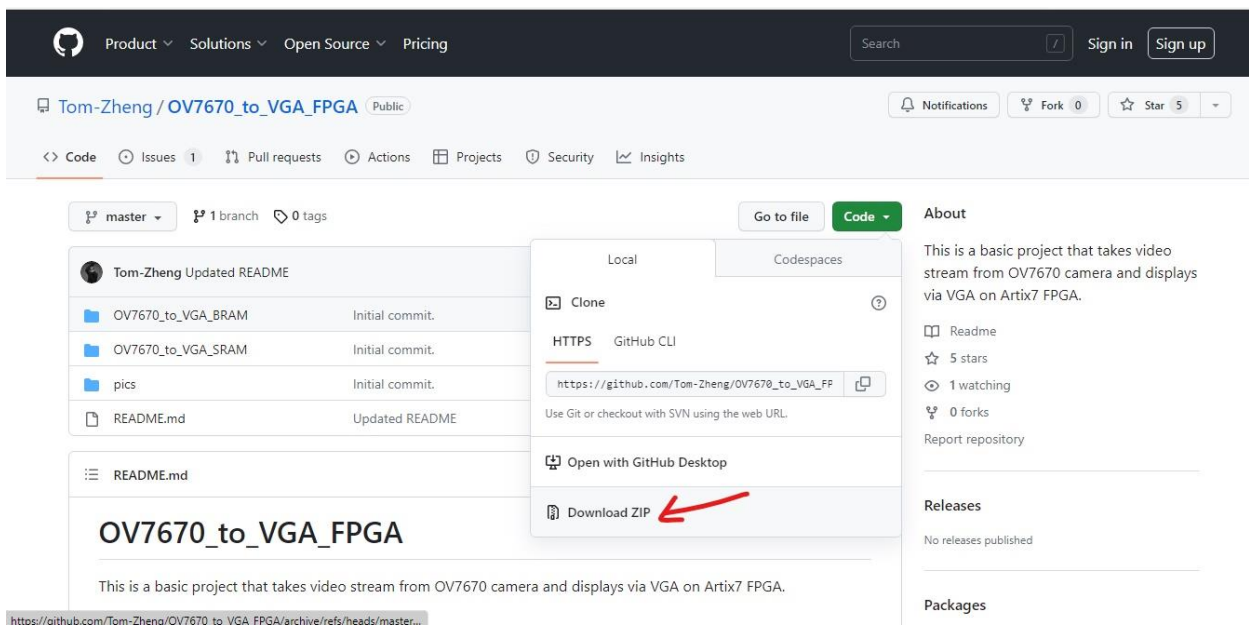 Product Solutions Open Source Pricing Search / Sign in Sign up
Tom-Zheng / OV7670_to_VGA_FPGA Public Notifications Fork 0 Star 5
Code Issues 1 Pull requests Actions Projects Security Insights
master 1 branch 0 tags Go to file Code
Tom-Zheng Updated README
OV7670_to_VGA_BRAM Initial commit.
OV7670_to_VGA_SRAM Initial commit.
pics Initial commit.
README.md Updated README
Local Codespaces
Clone
HTTPS GitHub CLI
https://github.com/Tom-Zheng/OV7670_to_VGA_FP
Use Git or checkout with SVN using the web URL.
Open with GitHub Desktop
Download ZIP
README.md
OV7670_to_VGA_FPGA
This is a basic project that takes video stream from OV7670 camera and displays via VGA on Artix7 FPGA.
About
This is a basic project that takes video
stream from OV7670 camera and displays
via VGA on Artix7 FPGA.
Readme
5 stars
1 watching
0 forks
Report repository
Releases
No releases published
Packages
https://github.com/Tom-Zheng/OV7670_to_VGA_FPGA/archive/refs/heads/master...